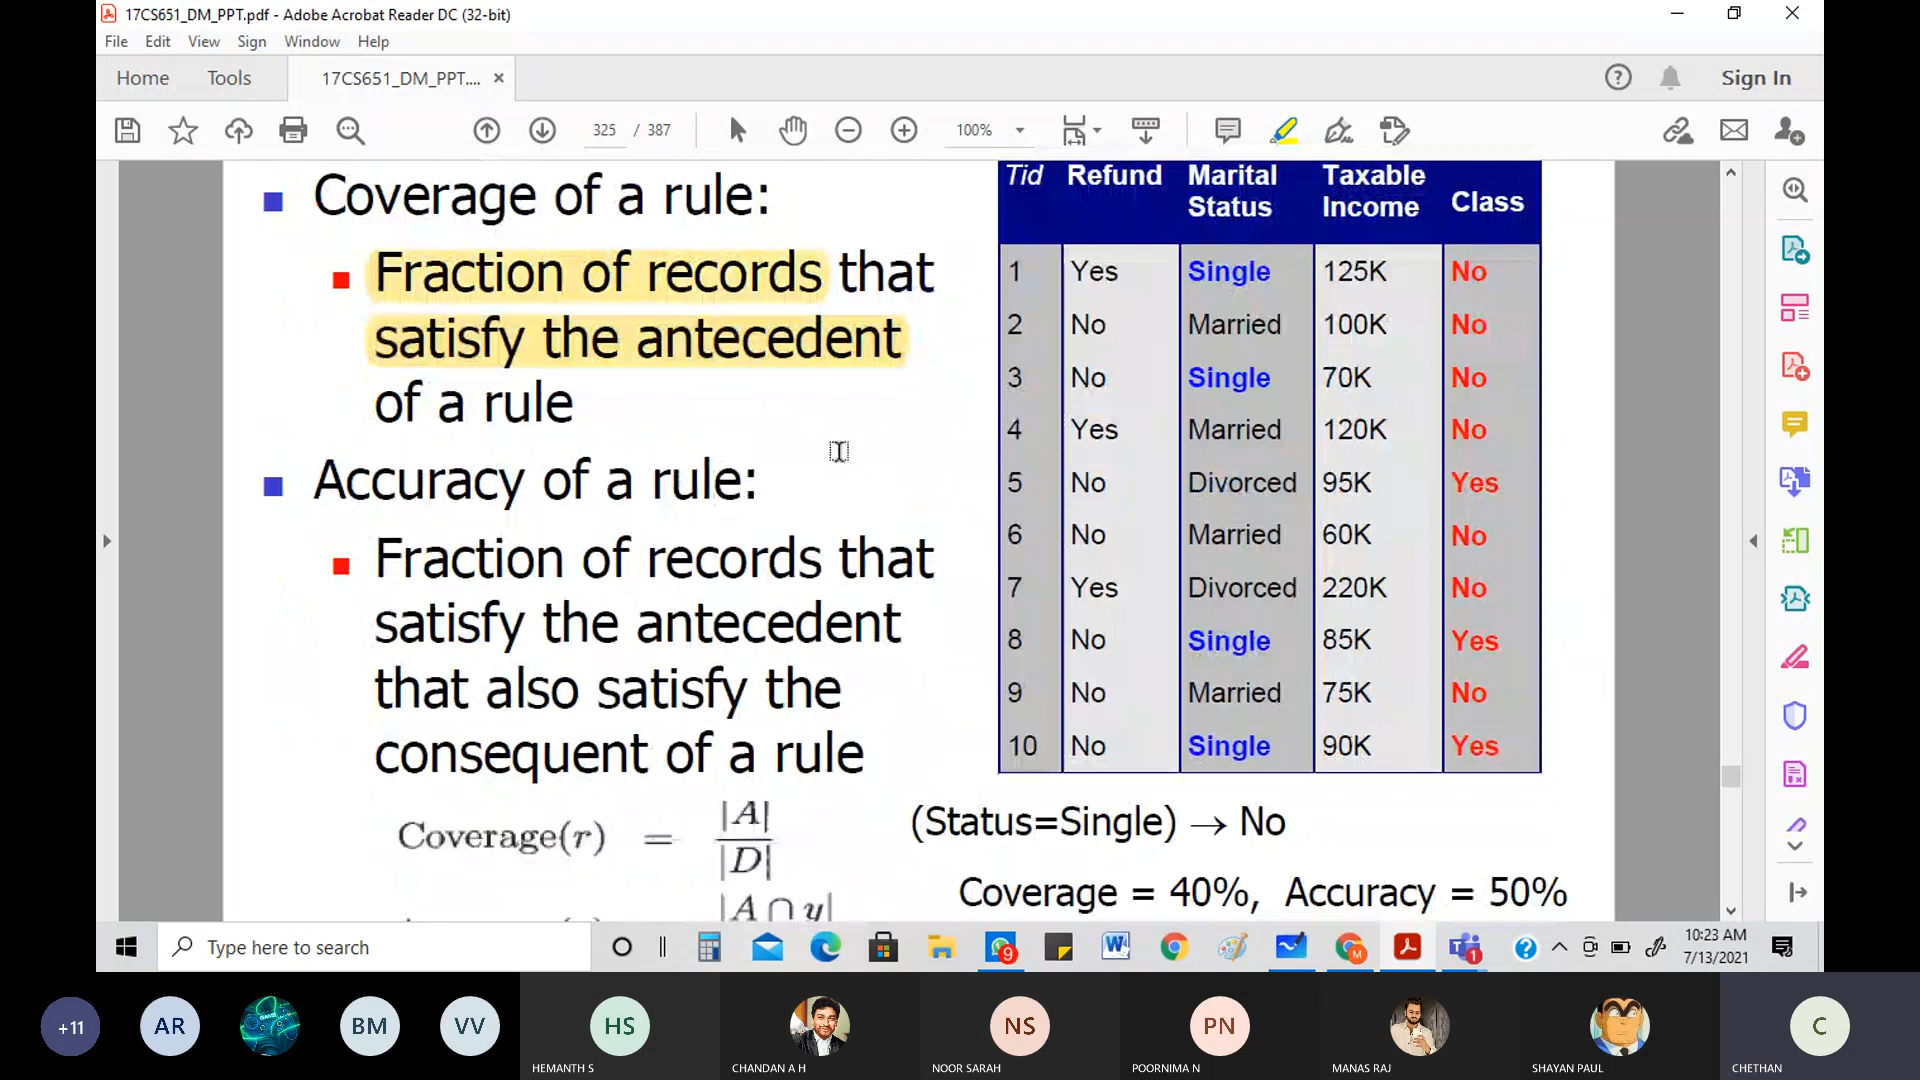 17CS651_DM_PPT.pdf - Adobe Acrobat Reader DC (32-bit)
File Edit View Sign Window Help
Home Tools 17CS651_DM_PPT.... × Sign In
325 / 387 100%
Coverage of a rule:
Fraction of records that
satisfy the antecedent
of a rule
Accuracy of a rule:
Fraction of records that
satisfy the antecedent
that also satisfy the
consequent of a rule
Coverage(r) = |A|
|D|
|A ∩ y|
Tid Refund Marital Status Taxable Income Class
1 Yes Single 125K No
2 No Married 100K No
3 No Single 70K No
4 Yes Married 120K No
5 No Divorced 95K Yes
6 No Married 60K No
7 Yes Divorced 220K No
8 No Single 85K Yes
9 No Married 75K No
10 No Single 90K Yes
(Status=Single) → No
Coverage = 40%, Accuracy = 50%
Type here to search
9
M
1
10:23 AM
7/13/2021
+11 AR BM VV HS NS PN C
HEMANTH S CHANDAN A H NOOR SARAH POORNIMA N MANAS RAJ SHAYAN PAUL CHETHAN